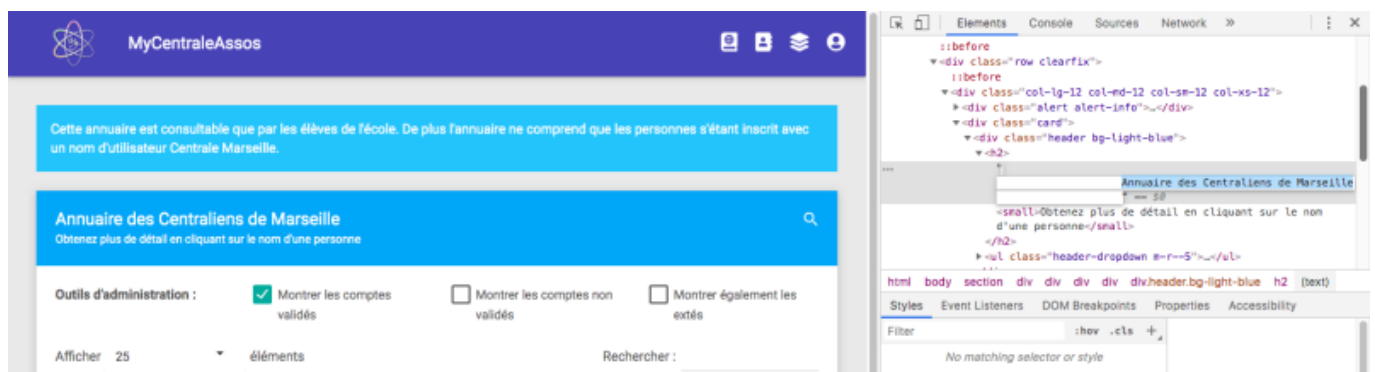 MyCentraleAssos
Cette annuaire est consultable que par les élèves de l'école. De plus l'annuaire ne comprend que les personnes s'étant inscrit avec
un nom d'utilisateur Centrale Marseille.
Annuaire des Centraliens de Marseille
Obtenez plus de détail en cliquant sur le nom d'une personne
Outils d'administration :
Montrer les comptes
validés
Montrer les comptes non
validés
Montrer également les
extés
Afficher 25 éléments
Rechercher :
Elements Console Sources Network »
::before
▼<div class="row clearfix">
::before
▼<div class="col-lg-12 col-md-12 col-sm-12 col-xs-12">
▶<div class="alert alert-info">…</div>
▼<div class="card">
▼<div class="header bg-light-blue">
▼<h2>
... "
Annuaire des Centraliens de Marseille
" == $0
<small>Obtenez plus de détail en cliquant sur le nom
d'une personne</small>
</h2>
▶<ul class="header-dropdown m-r--5">…</ul>
html body section div div div div div.header.bg-light-blue h2 (text)
Styles Event Listeners DOM Breakpoints Properties Accessibility
Filter :hov .cls +
No matching selector or style